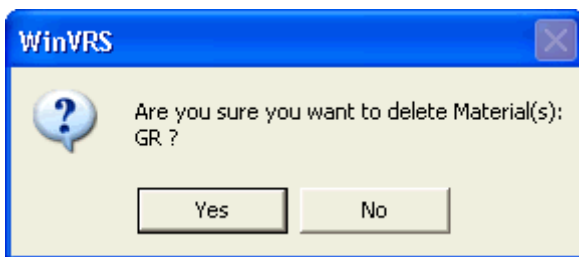 WinVRS
Are you sure you want to delete Material(s):
GR ?
Yes
No